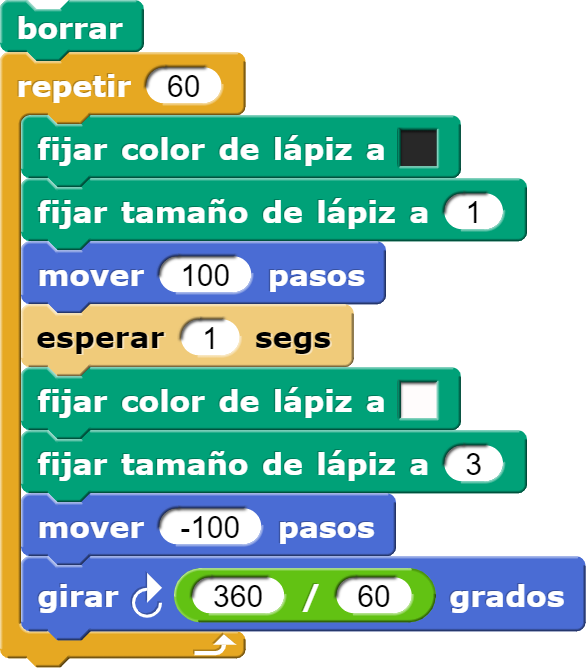 borrar
repetir 60
fijar color de lápiz a
fijar tamaño de lápiz a 1
mover 100 pasos
esperar 1 segs
fijar color de lápiz a
fijar tamaño de lápiz a 3
mover -100 pasos
girar 360 / 60 grados